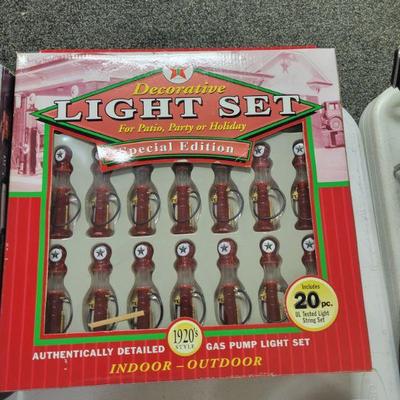 Decorative
LIGHT SET
For Patio, Party or Holiday
Special Edition
Includes
20 pc.
UL Tested Light
String Set
1920's
STYLE
AUTHENTICALLY DETAILED GAS PUMP LIGHT SET
INDOOR – OUTDOOR